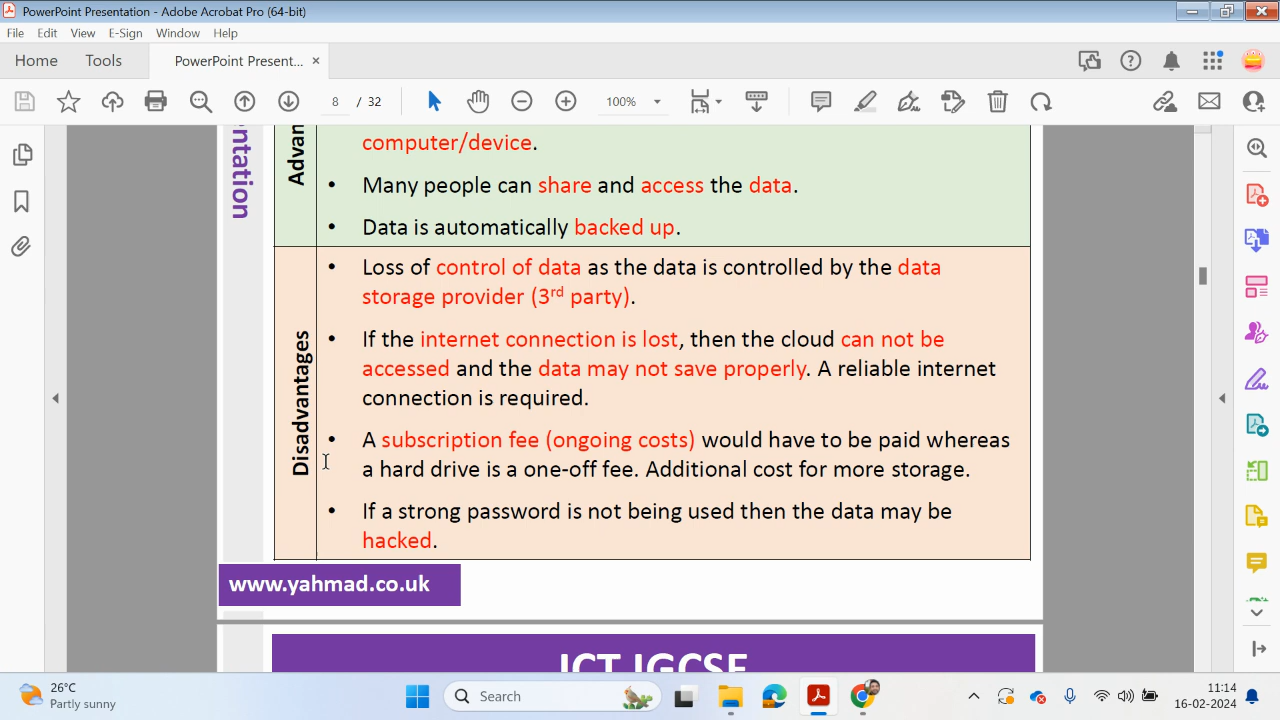 PowerPoint Presentation - Adobe Acrobat Pro (64-bit)
File Edit View E-Sign Window Help
Home Tools PowerPoint Present... ×
8 / 32 100%
entation
Advan
computer/device.
• Many people can share and access the data.
• Data is automatically backed up.
Disadvantages
• Loss of control of data as the data is controlled by the data
storage provider (3rd party).
• If the internet connection is lost, then the cloud can not be
accessed and the data may not save properly. A reliable internet
connection is required.
• A subscription fee (ongoing costs) would have to be paid whereas
a hard drive is a one-off fee. Additional cost for more storage.
• If a strong password is not being used then the data may be
hacked.
www.yahmad.co.uk
ICT IGCSE
26°C
Partly sunny
Search
11:14
16-02-2024